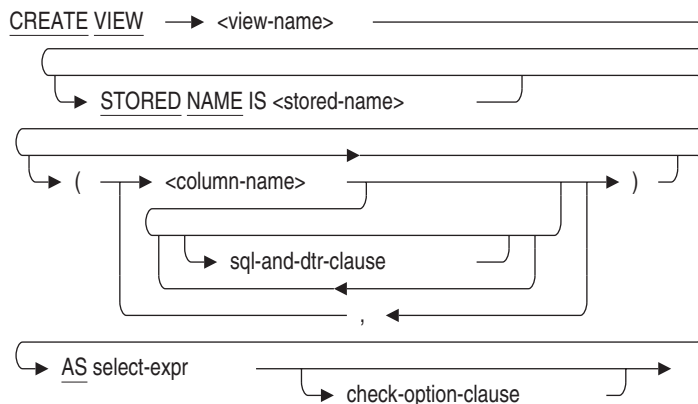 CREATE VIEW <view-name>
STORED NAME IS <stored-name>
( <column-name> )
sql-and-dtr-clause
,
AS select-expr
check-option-clause